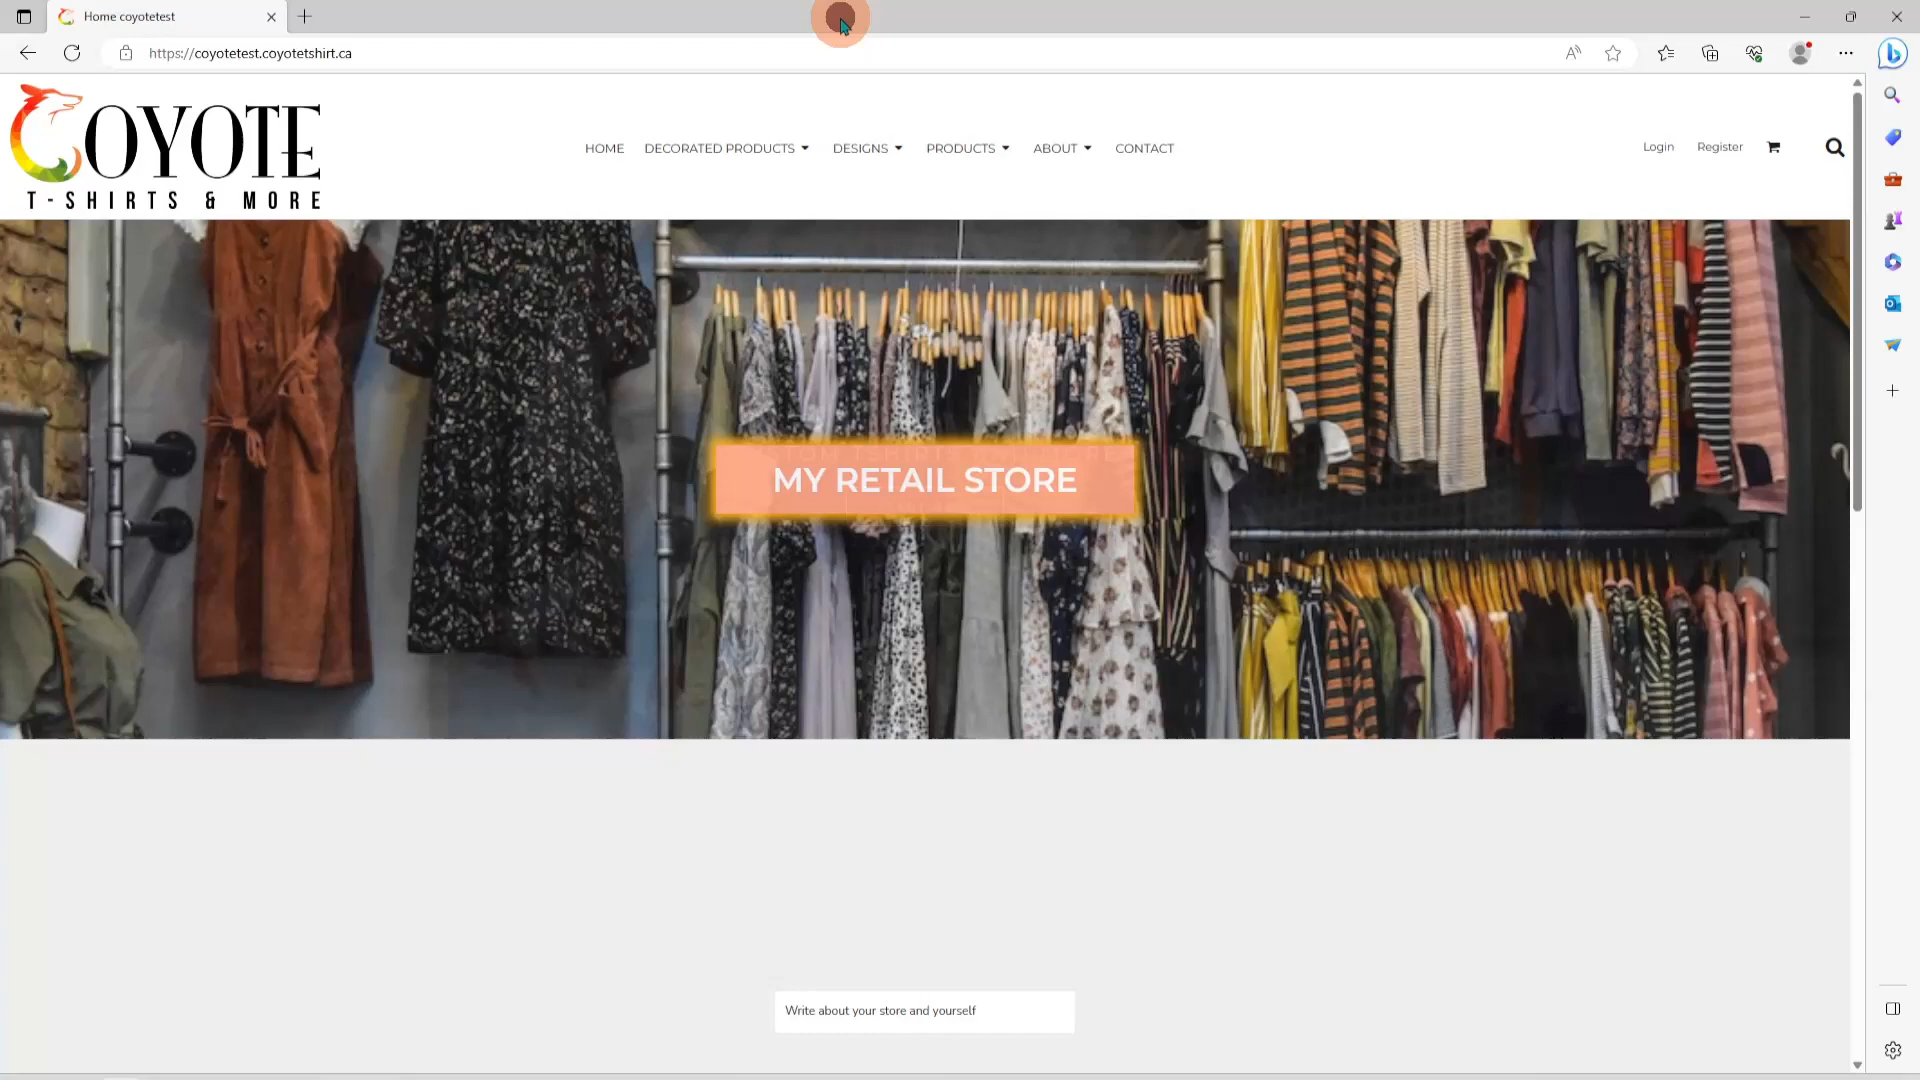 Home coyotetest
https://coyotetest.coyotetshirt.ca
COYOTE
T-SHIRTS & MORE
HOME DECORATED PRODUCTS DESIGNS PRODUCTS ABOUT CONTACT
Login Register
MY RETAIL STORE
Write about your store and yourself